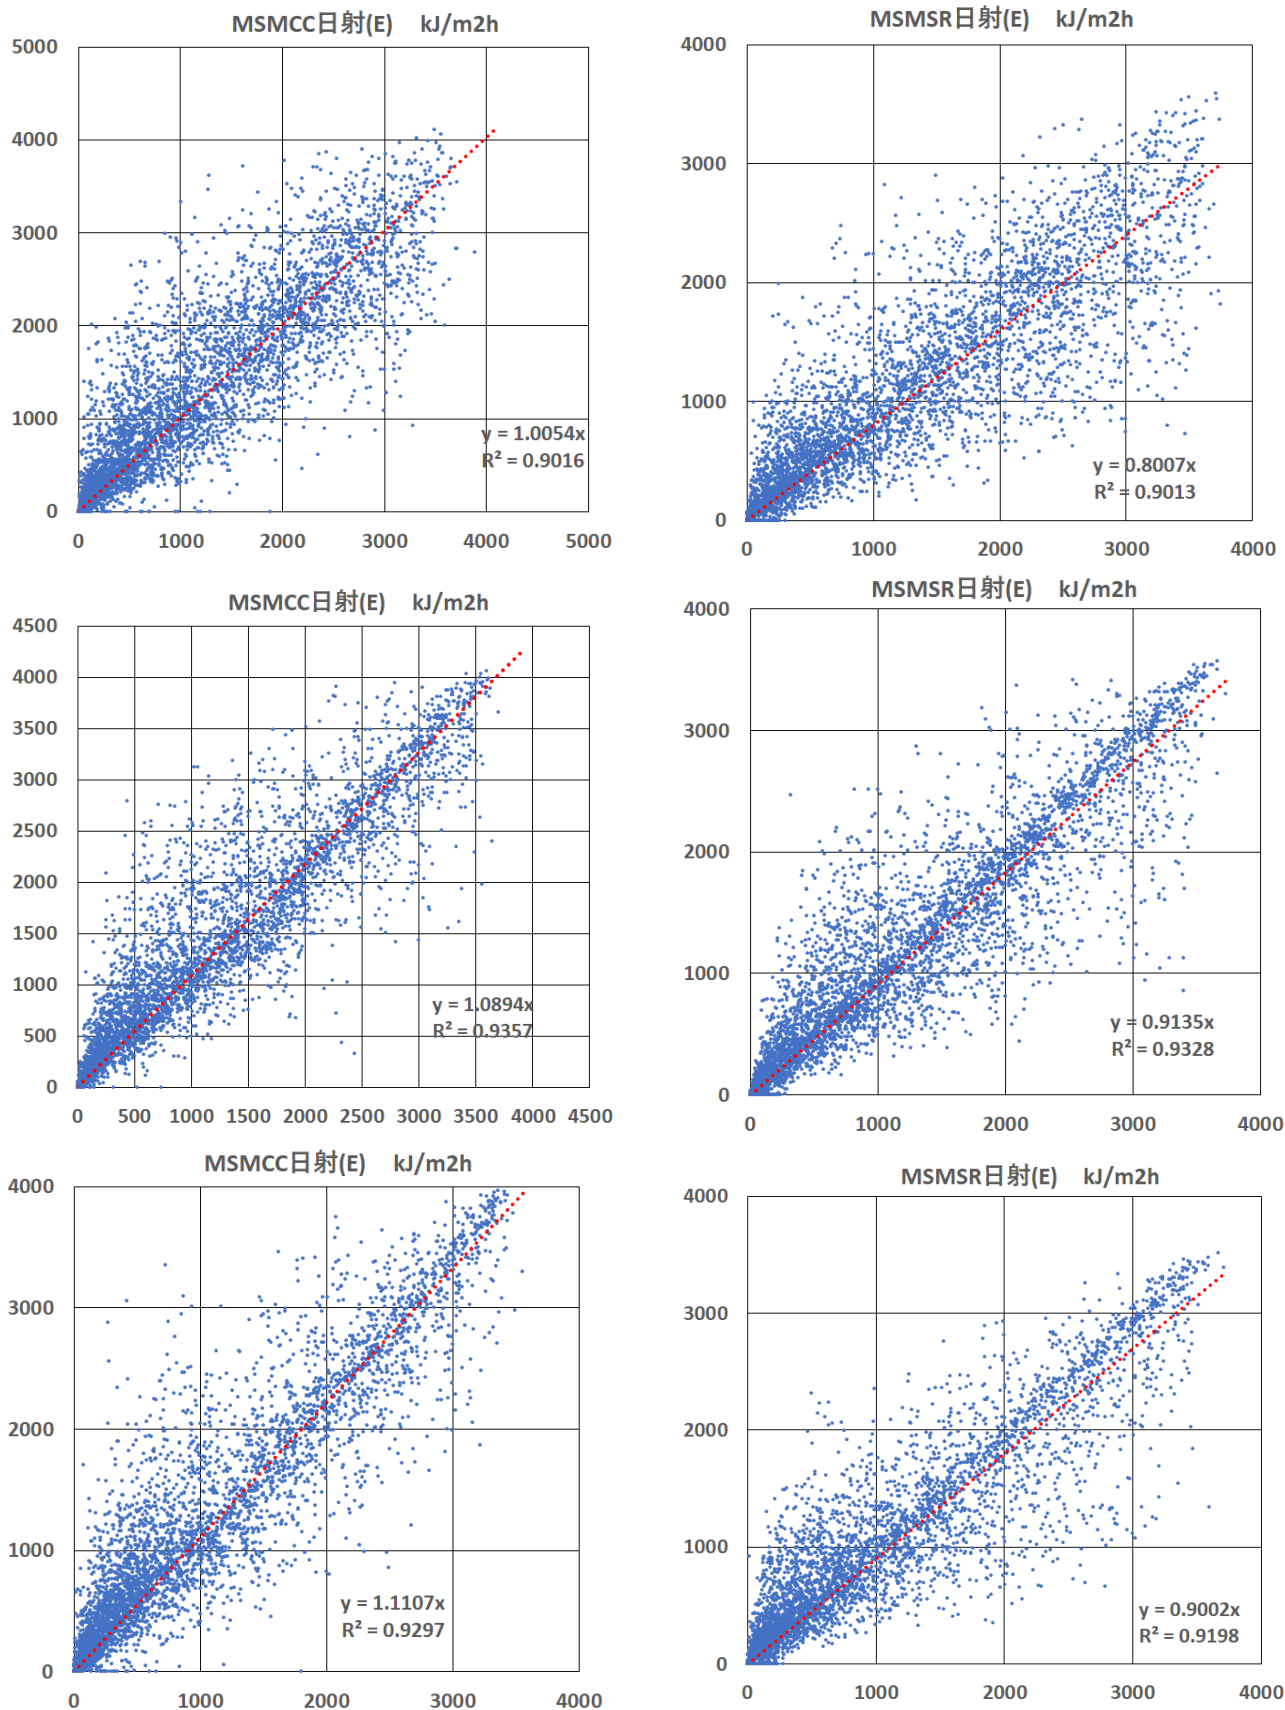 MSMCC日射(E) kJ/m2h
5000
4000
3000
2000
1000
0
y = 1.0054x
R² = 0.9016
0 1000 2000 3000 4000 5000
MSMSR日射(E) kJ/m2h
4000
3000
2000
1000
0
y = 0.8007x
R² = 0.9013
0 1000 2000 3000 4000
MSMCC日射(E) kJ/m2h
4500
4000
3500
3000
2500
2000
1500
1000
500
0
y = 1.0894x
R² = 0.9357
0 500 1000 1500 2000 2500 3000 3500 4000 4500
MSMSR日射(E) kJ/m2h
4000
3000
2000
1000
0
y = 0.9135x
R² = 0.9328
0 1000 2000 3000 4000
MSMCC日射(E) kJ/m2h
4000
3000
2000
1000
0
y = 1.1107x
R² = 0.9297
0 1000 2000 3000 4000
MSMSR日射(E) kJ/m2h
4000
3000
2000
1000
0
y = 0.9002x
R² = 0.9198
0 1000 2000 3000 4000